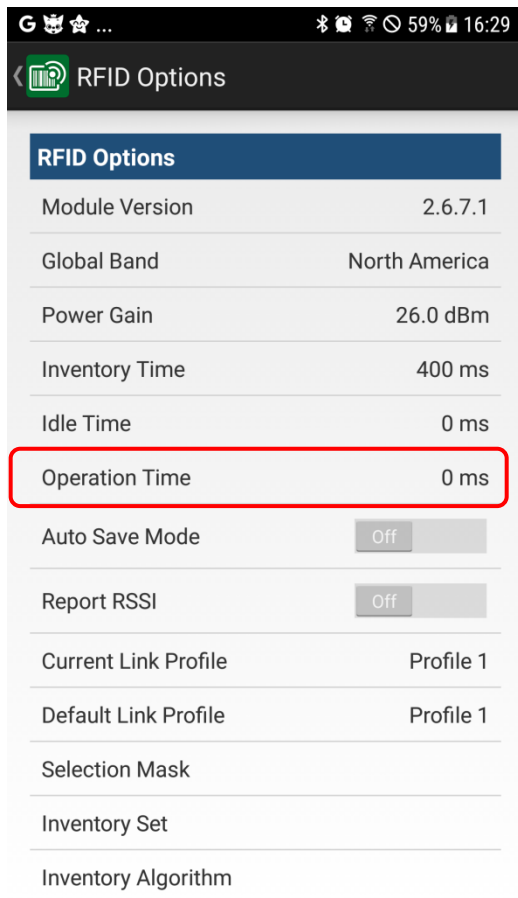 G ... 59% 16:29
RFID Options
RFID Options
Module Version 2.6.7.1
Global Band North America
Power Gain 26.0 dBm
Inventory Time 400 ms
Idle Time 0 ms
Operation Time 0 ms
Auto Save Mode Off
Report RSSI Off
Current Link Profile Profile 1
Default Link Profile Profile 1
Selection Mask
Inventory Set
Inventory Algorithm